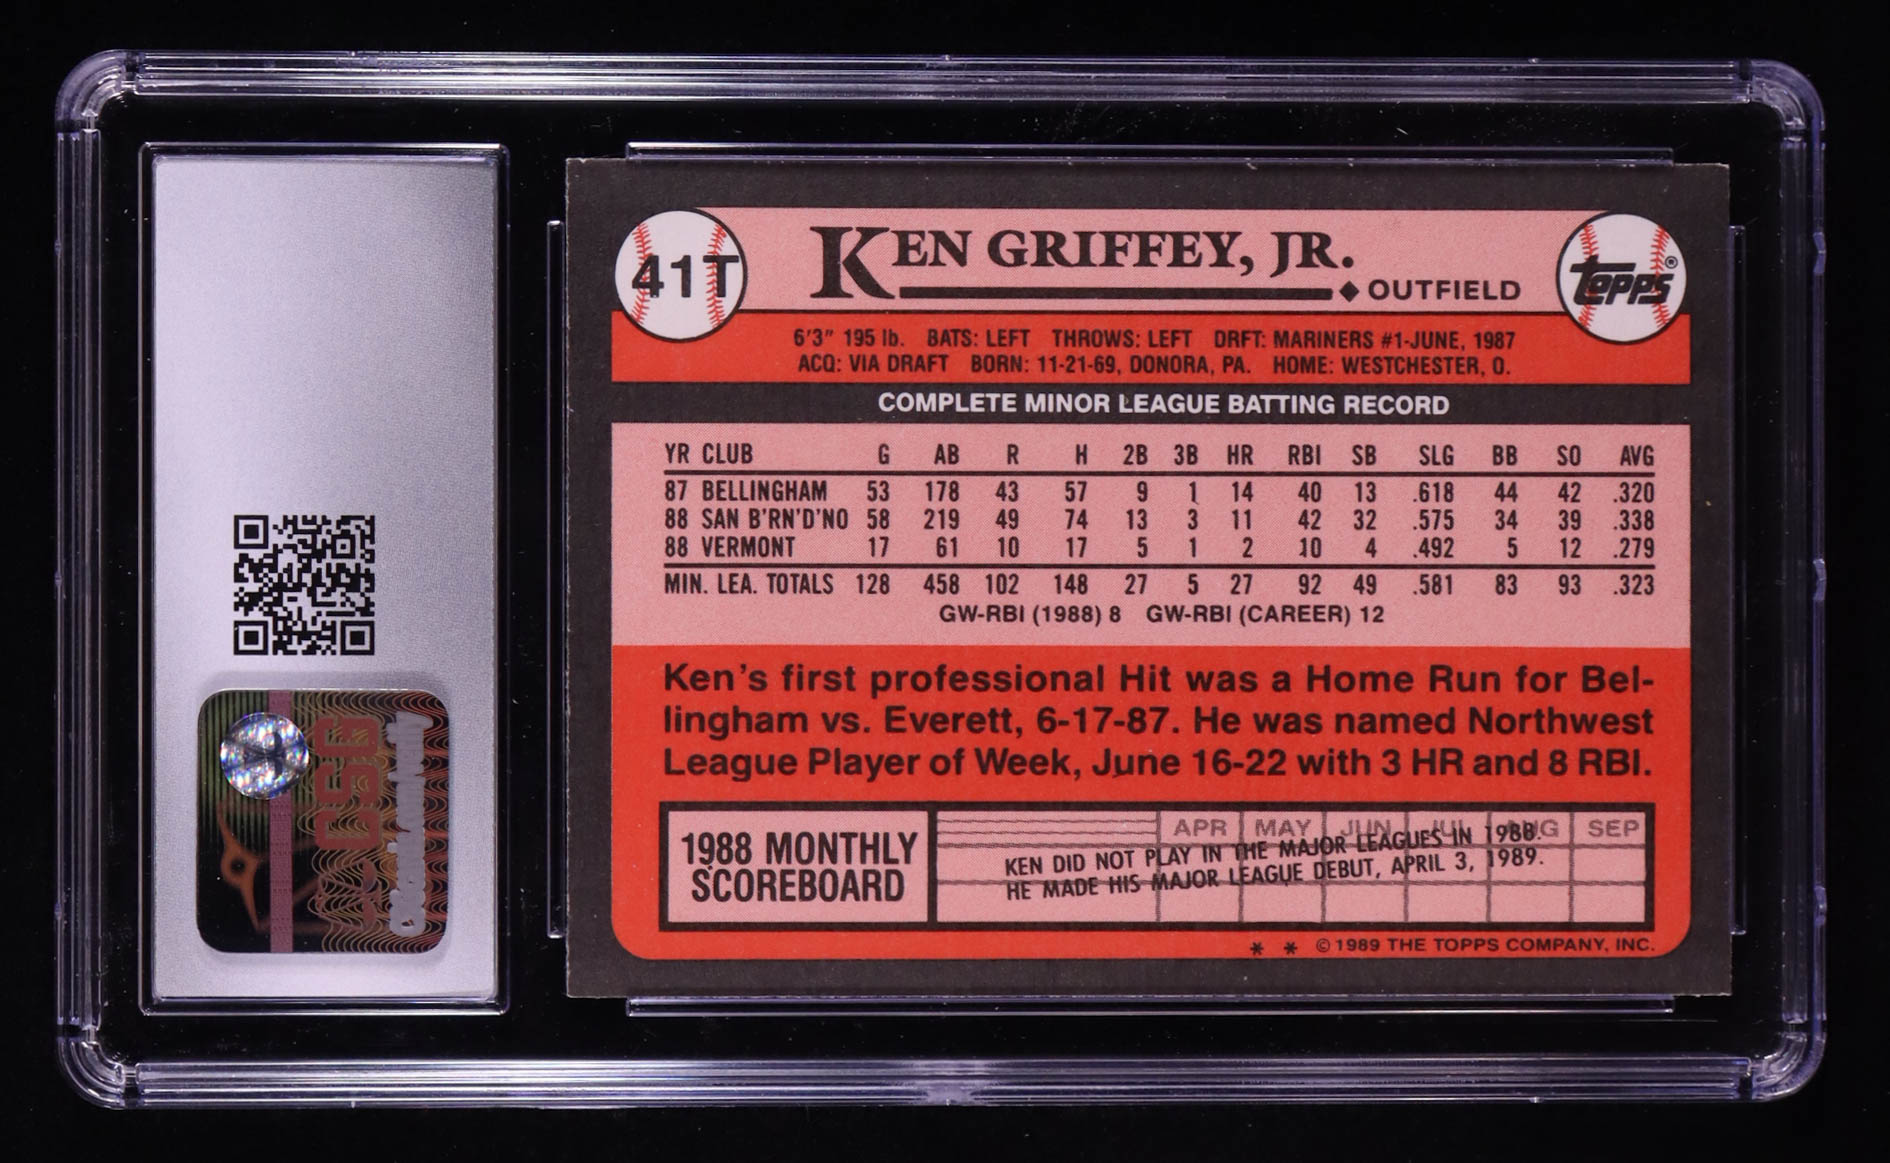 41T
KEN GRIFFEY, JR.
◆OUTFIELD
TOPPS®
6'3" 195 lb. BATS: LEFT THROWS: LEFT DRFT: MARINERS #1-JUNE, 1987
ACQ: VIA DRAFT BORN: 11-21-69, DONORA, PA. HOME: WESTCHESTER, O.
COMPLETE MINOR LEAGUE BATTING RECORD
YR CLUB G AB R H 2B 3B HR RBI SB SLG BB SO AVG
87 BELLINGHAM 53 178 43 57 9 1 14 40 13 .618 44 42 .320
88 SAN B'RN'D'NO 58 219 49 74 13 3 11 42 32 .575 34 39 .338
88 VERMONT 17 61 10 17 5 1 2 10 4 .492 5 12 .279
MIN. LEA. TOTALS 128 458 102 148 27 5 27 92 49 .581 83 93 .323
GW-RBI (1988) 8 GW-RBI (CAREER) 12
Ken's first professional Hit was a Home Run for Bel-
lingham vs. Everett, 6-17-87. He was named Northwest
League Player of Week, June 16-22 with 3 HR and 8 RBI.
1988 MONTHLY
SCOREBOARD
APR MAY JUN JUL AUG SEP
KEN DID NOT PLAY IN THE MAJOR LEAGUES IN 1988.
HE MADE HIS MAJOR LEAGUE DEBUT, APRIL 3, 1989.
* * ©1989 THE TOPPS COMPANY, INC.
CSG